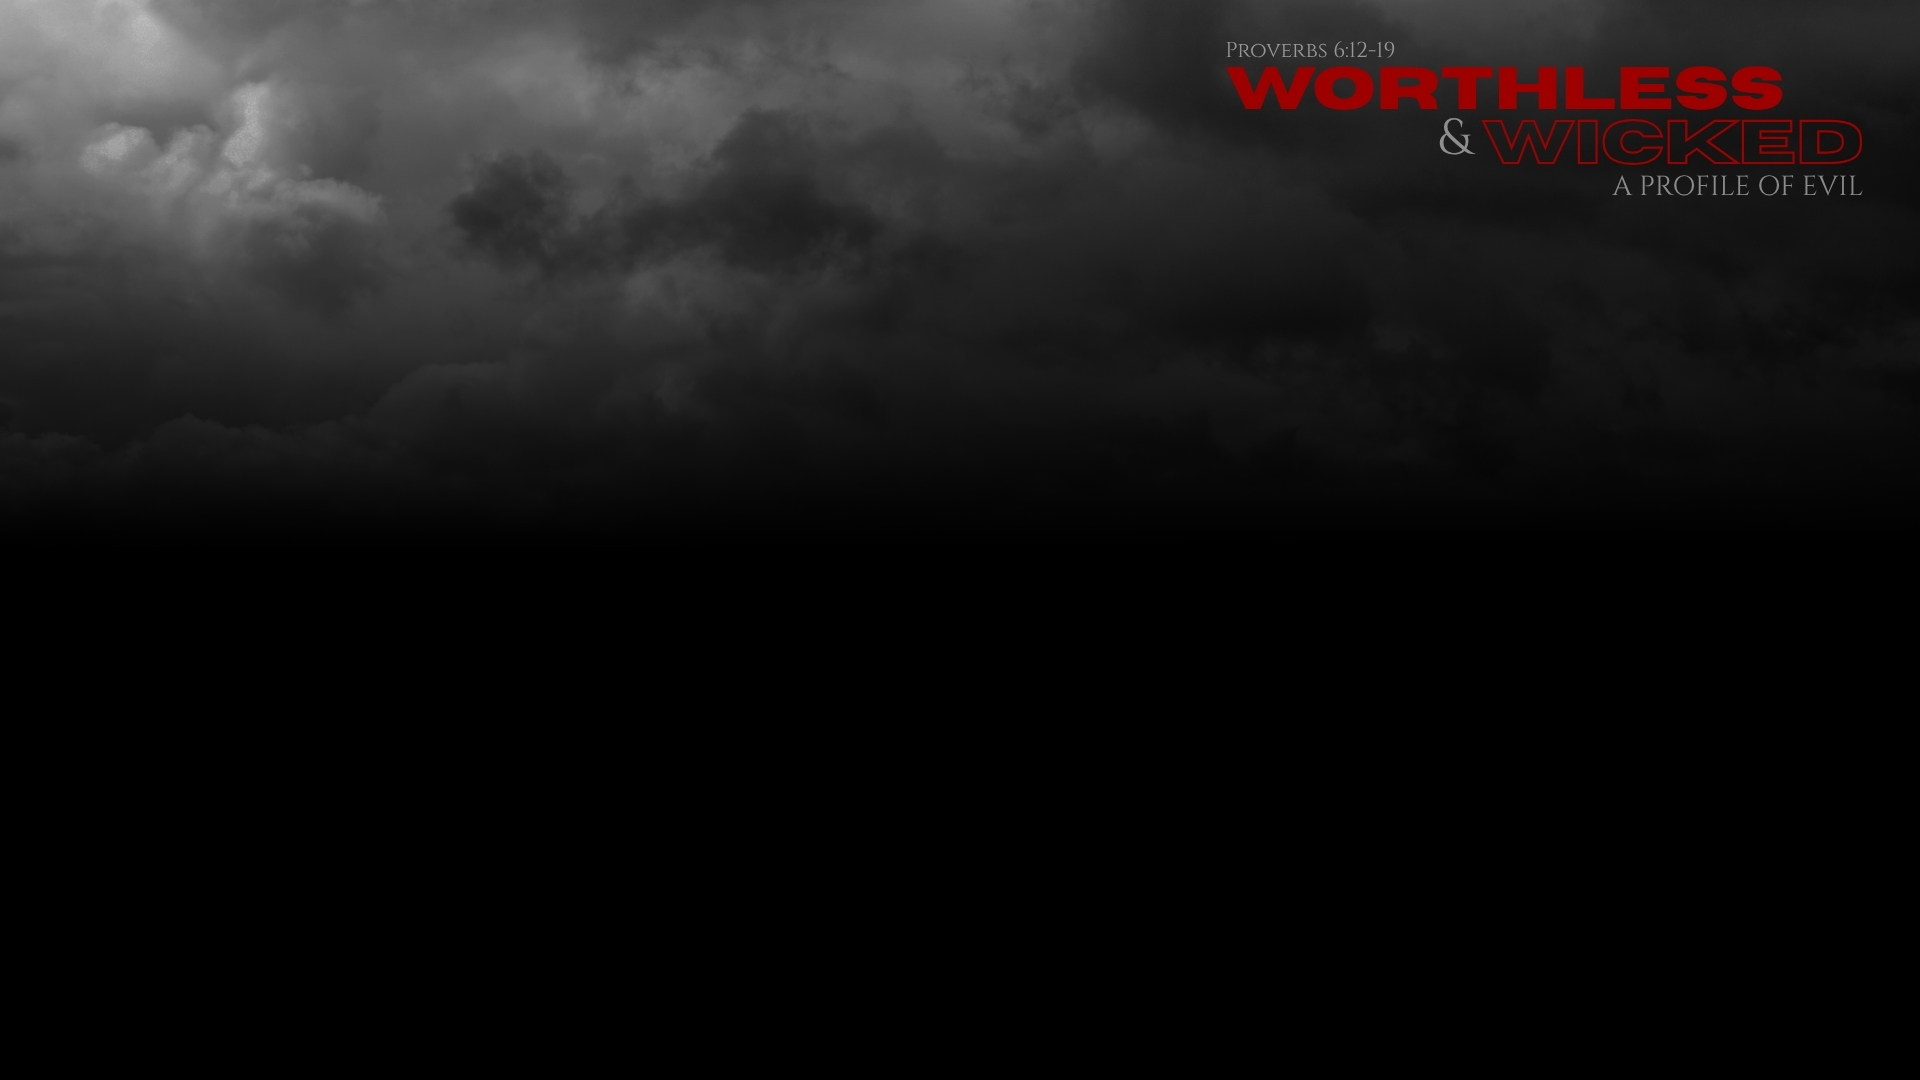 Proverbs 6:12-19
WORTHLESS
& WICKED
A PROFILE OF EVIL